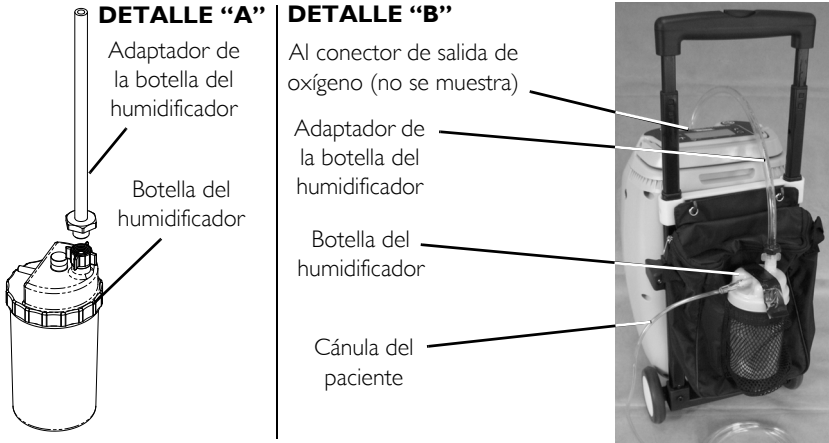 DETALLE “A”
Adaptador de
la botella del
humidificador
Botella del
humidificador
DETALLE “B”
Al conector de salida de
oxígeno (no se muestra)
Adaptador de
la botella del
humidificador
Botella del
humidificador
Cánula del
paciente